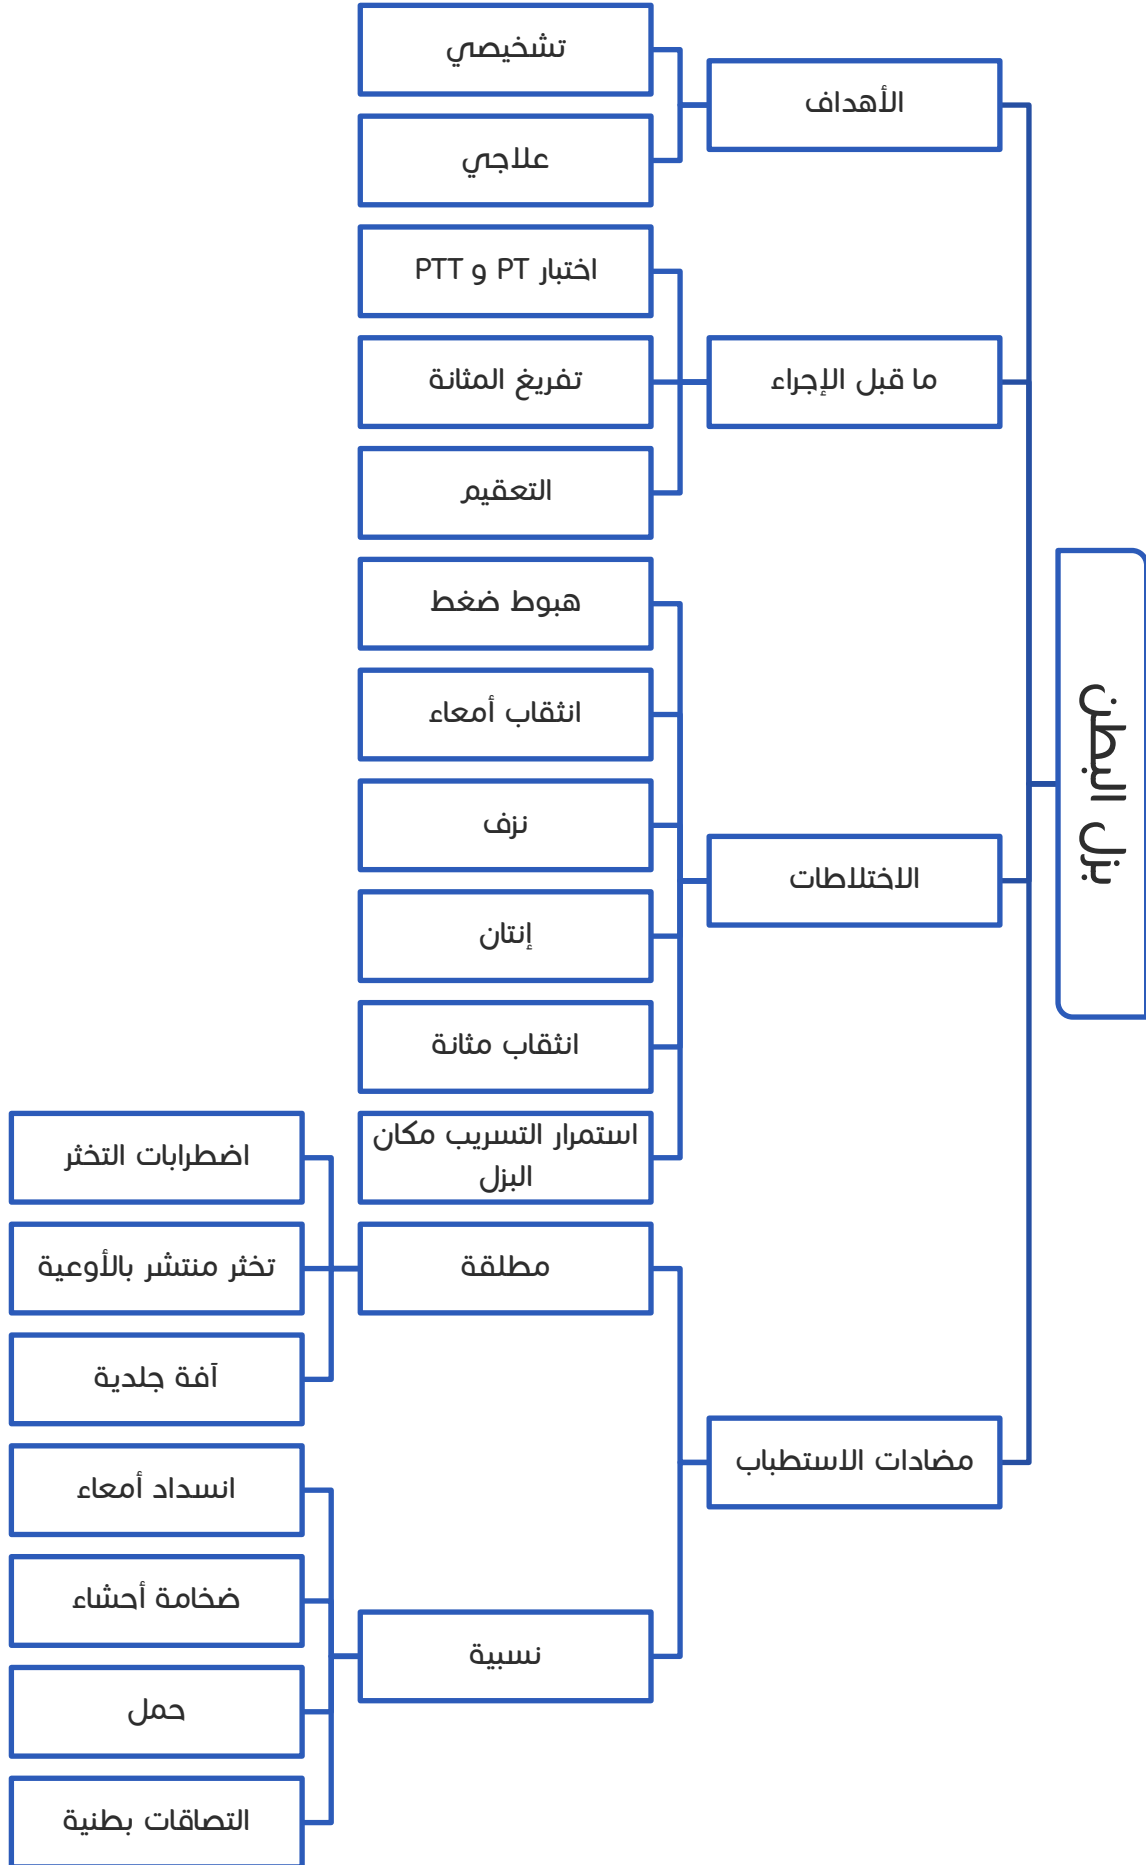 بزل البطن
الأهداف
تشخيصي
علاجي
ما قبل الإجراء
اختبار PT و PTT
تفريغ المثانة
التعقيم
الاختلاطات
هبوط ضغط
انثقاب أمعاء
نزف
إنتان
انثقاب مثانة
استمرار التسريب مكان
البزل
مضادات الاستطباب
مطلقة
اضطرابات التخثر
تخثر منتشر بالأوعية
آفة جلدية
نسبية
انسداد أمعاء
ضخامة أحشاء
حمل
التصاقات بطنية